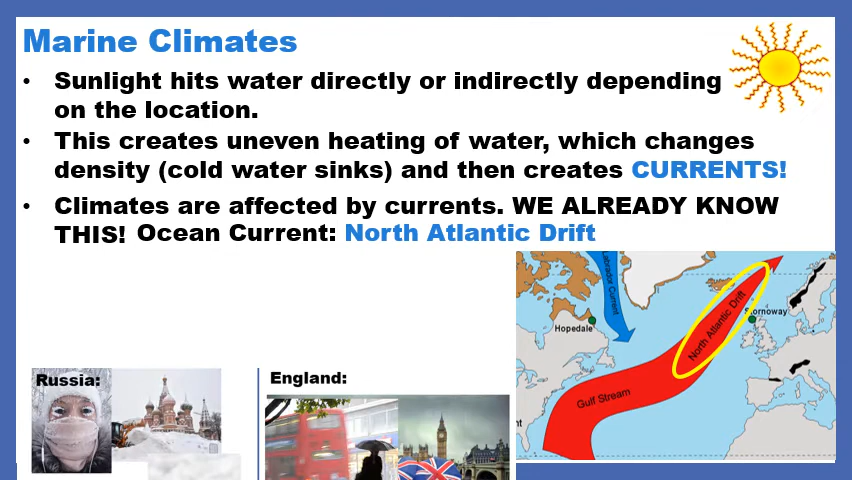 Marine Climates
• Sunlight hits water directly or indirectly depending
on the location.
• This creates uneven heating of water, which changes
density (cold water sinks) and then creates CURRENTS!
• Climates are affected by currents. WE ALREADY KNOW
THIS! Ocean Current: North Atlantic Drift
Labrador Current
Hopedale
Stornoway
North Atlantic Drift
Gulf Stream
nt
Russia:
England: